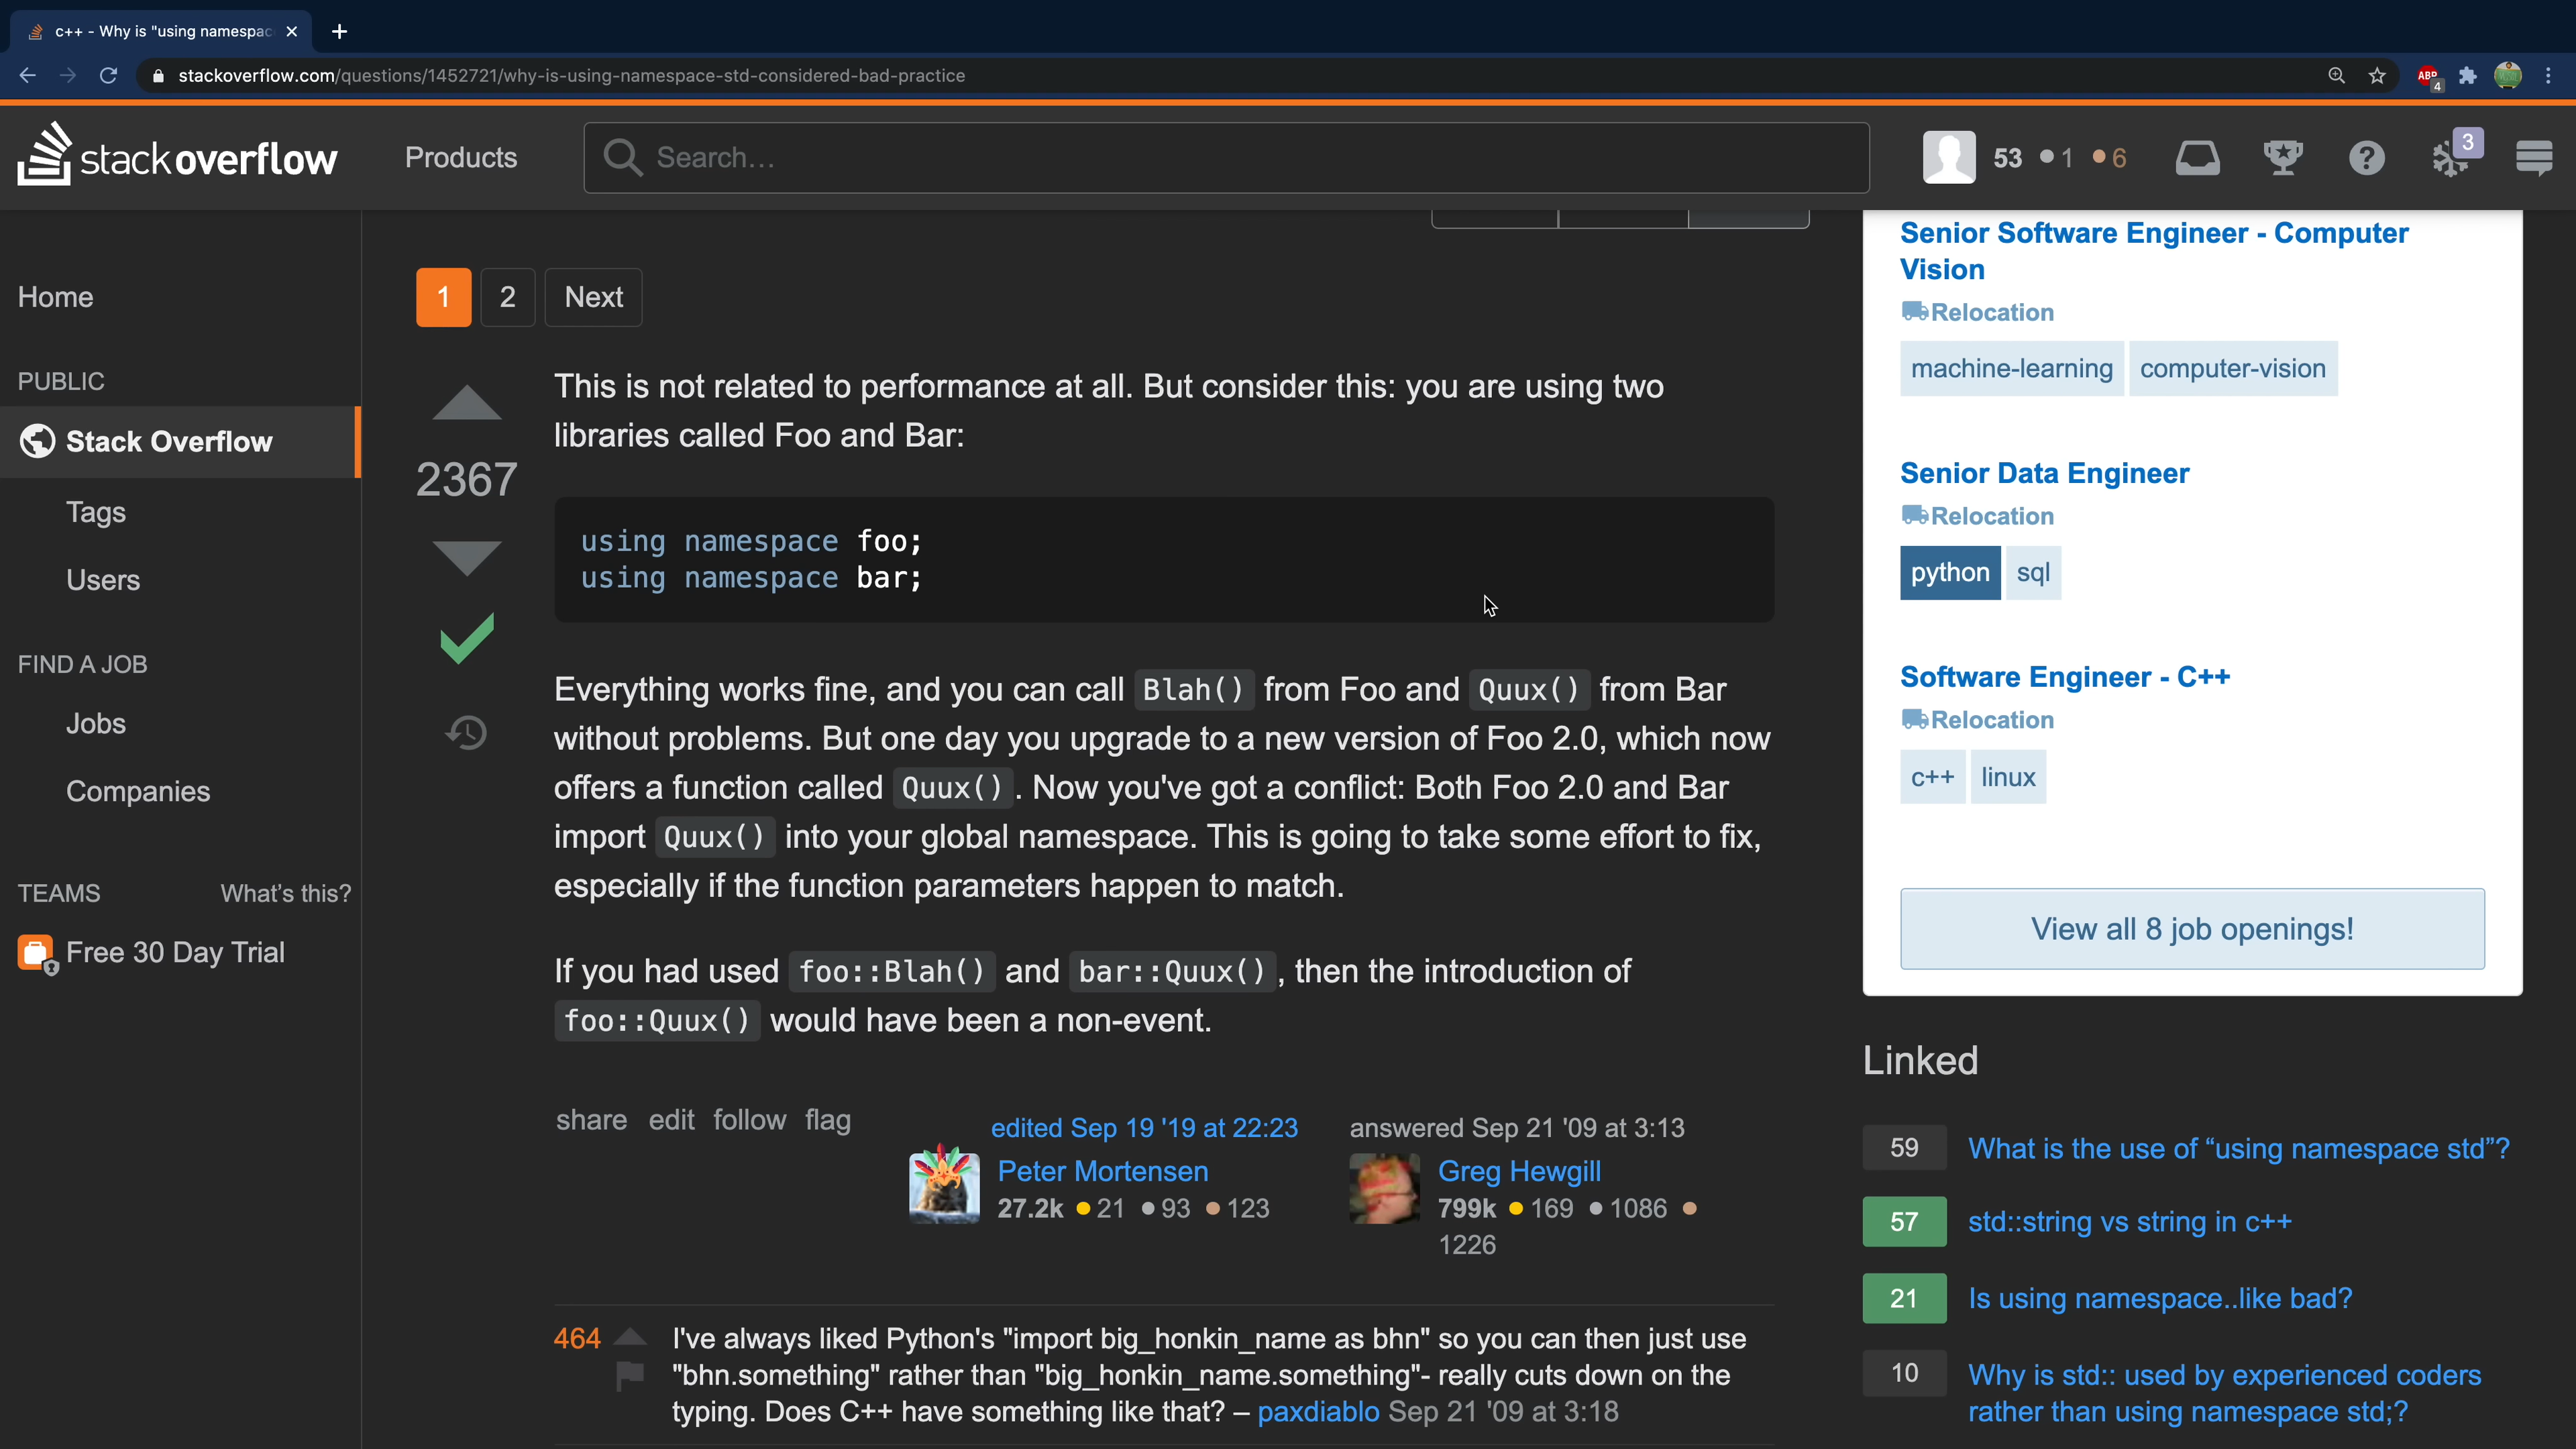 c++ - Why is "using namespac
stackoverflow.com/questions/1452721/why-is-using-namespace-std-considered-bad-practice
ABP
4
stackoverflow
Products
Search...
53 1 6
3
Home
PUBLIC
Stack Overflow
Tags
Users
FIND A JOB
Jobs
Companies
TEAMS What's this?
Free 30 Day Trial
1 2 Next
2367
This is not related to performance at all. But consider this: you are using two
libraries called Foo and Bar:
using namespace foo;
using namespace bar;
Everything works fine, and you can call Blah() from Foo and Quux() from Bar
without problems. But one day you upgrade to a new version of Foo 2.0, which now
offers a function called Quux(). Now you've got a conflict: Both Foo 2.0 and Bar
import Quux() into your global namespace. This is going to take some effort to fix,
especially if the function parameters happen to match.
If you had used foo::Blah() and bar::Quux(), then the introduction of
foo::Quux() would have been a non-event.
share edit follow flag
edited Sep 19 '19 at 22:23
Peter Mortensen
27.2k 21 93 123
answered Sep 21 '09 at 3:13
Greg Hewgill
799k 169 1086
1226
464 I've always liked Python's "import big_honkin_name as bhn" so you can then just use
"bhn.something" rather than "big_honkin_name.something"- really cuts down on the
typing. Does C++ have something like that? – paxdiablo Sep 21 '09 at 3:18
Senior Software Engineer - Computer
Vision
Relocation
machine-learning computer-vision
Senior Data Engineer
Relocation
python sql
Software Engineer - C++
Relocation
c++ linux
View all 8 job openings!
Linked
59 What is the use of “using namespace std”?
57 std::string vs string in c++
21 Is using namespace..like bad?
10 Why is std:: used by experienced coders
rather than using namespace std;?